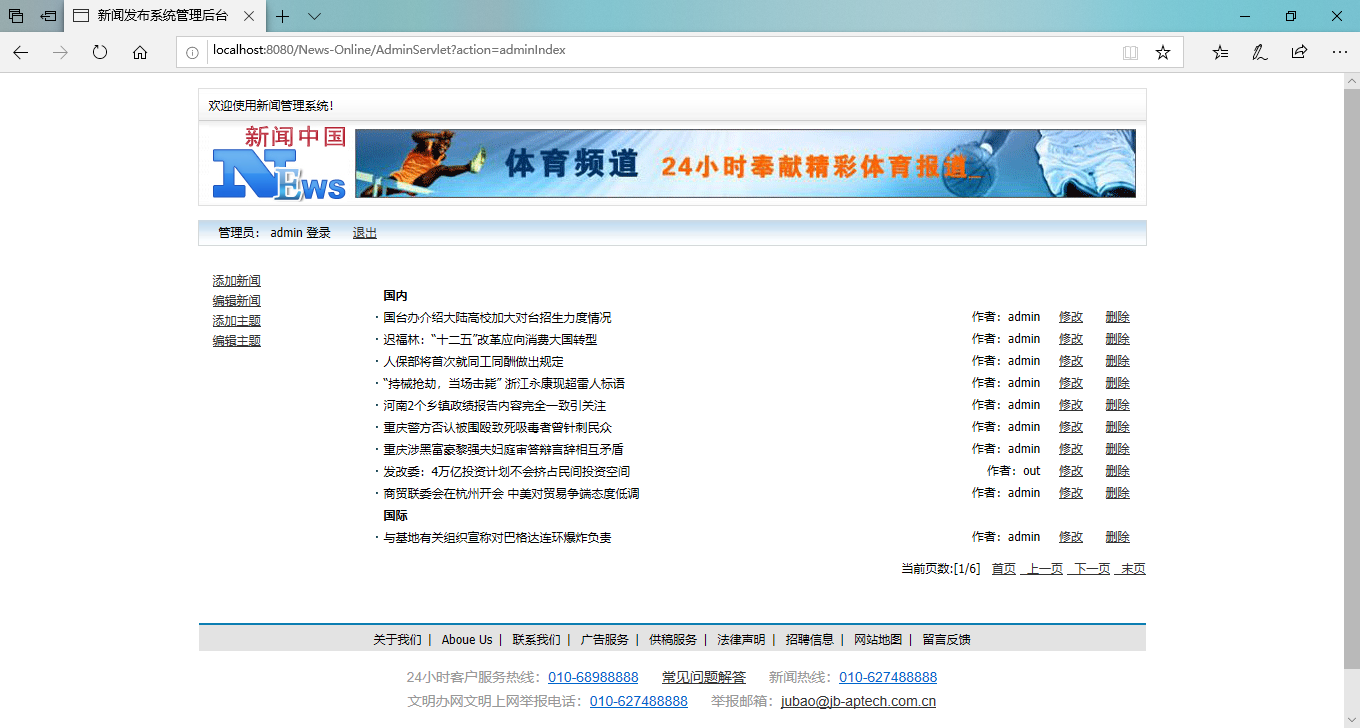 新闻发布系统管理后台
localhost:8080/News-Online/AdminServlet?action=adminIndex
欢迎使用新闻管理系统!
新闻中国
NEWS
体育频道 24小时奉献精彩体育报道_
管理员： admin 登录 退出
添加新闻
编辑新闻
添加主题
编辑主题
国内
· 国台办介绍大陆高校加大对台招生力度情况 作者：admin 修改 删除
· 迟福林：“十二五”改革应向消费大国转型 作者：admin 修改 删除
· 人保部将首次就同工同酬做出规定 作者：admin 修改 删除
· “持械抢劫，当场击毙” 浙江永康现超雷人标语 作者：admin 修改 删除
· 河南2个乡镇政绩报告内容完全一致引关注 作者：admin 修改 删除
· 重庆警方否认被围殴致死吸毒者曾针刺民众 作者：admin 修改 删除
· 重庆涉黑富豪黎强夫妇庭审答辩言辞相互矛盾 作者：admin 修改 删除
· 发改委：4万亿投资计划不会挤占民间投资空间 作者：out 修改 删除
· 商贸联委会在杭州开会 中美对贸易争端态度低调 作者：admin 修改 删除
国际
· 与基地有关组织宣称对巴格达连环爆炸负责 作者：admin 修改 删除
当前页数:[1/6] 首页 上一页 下一页 末页
关于我们 | Aboue Us | 联系我们 | 广告服务 | 供稿服务 | 法律声明 | 招聘信息 | 网站地图 | 留言反馈
24小时客户服务热线：010-68988888 常见问题解答 新闻热线：010-627488888
文明办网文明上网举报电话：010-627488888 举报邮箱：jubao@jb-aptech.com.cn